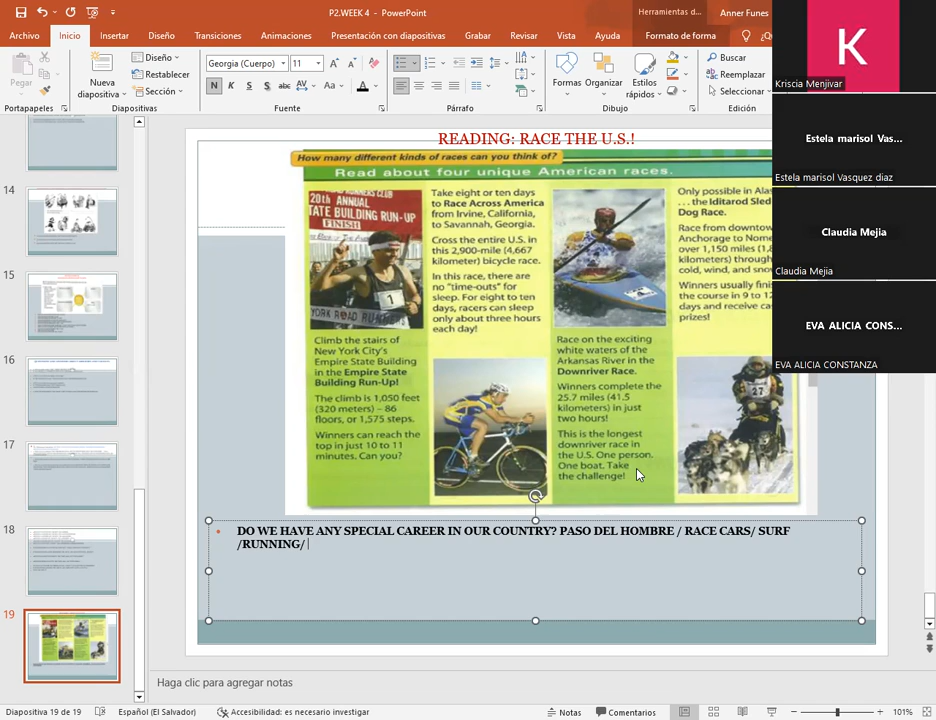 P2.WEEK 4 - PowerPoint
Herramientas d...
Anner Funes
Archivo
Inicio
Insertar
Diseño
Transiciones
Animaciones
Presentación con diapositivas
Grabar
Revisar
Vista
Ayuda
Formato de forma
Pegar
Nueva
diapositiva
Diseño
Restablecer
Sección
Georgia (Cuerpo)
11
N K S
Aa
A
Formas
Organizar
Estilos
rápidos
Buscar
Reemplazar
Seleccionar
Portapapeles
Diapositivas
Fuente
Párrafo
Dibujo
Edición
K
Kriscia Menjivar
Estela marisol Vas...
Estela marisol Vasquez diaz
Claudia Mejia
Claudia Mejia
EVA ALICIA CONS...
EVA ALICIA CONSTANZA
14
15
16
17
18
19
READING: RACE THE U.S.!
How many different kinds of races can you think of?
Read about four unique American races.
20th ANNUAL
STATE BUILDING RUN-UP
FINISH
1
YORK ROAD RUN
Climb the stairs of
New York City's
Empire State Building
in the Empire State
Building Run-Up!
The climb is 1,050 feet
(320 meters) – 86
floors, or 1,575 steps.
Winners can reach the
top in just 10 to 11
minutes. Can you?
Take eight or ten days
to Race Across America
from Irvine, California,
to Savannah, Georgia.
Cross the entire U.S. in
this 2,900-mile (4,667
kilometer) bicycle race.
In this race, there are
no "time-outs" for
sleep. For eight to ten
days, racers can sleep
only about three hours
each day!
Race on the exciting
white waters of the
Arkansas River in the
Downriver Race.
Winners complete the
25.7 miles (41.5
kilometers) in just
two hours!
This is the longest
downriver race in
the U.S. One person.
One boat. Take
the challenge!
Only possible in Alas
. . . the Iditarod Sled
Dog Race.
Race from downtow
Anchorage to Nome
over 1,150 miles (1,8
kilometers) through
cold, wind, and snow
Winners usually finis
the course in 9 to 12
days and receive ca
prizes!
27
• DO WE HAVE ANY SPECIAL CAREER IN OUR COUNTRY? PASO DEL HOMBRE / RACE CARS/ SURF
/RUNNING/
Haga clic para agregar notas
Diapositiva 19 de 19
Español (El Salvador)
Accesibilidad: es necesario investigar
Notas
Comentarios
101%